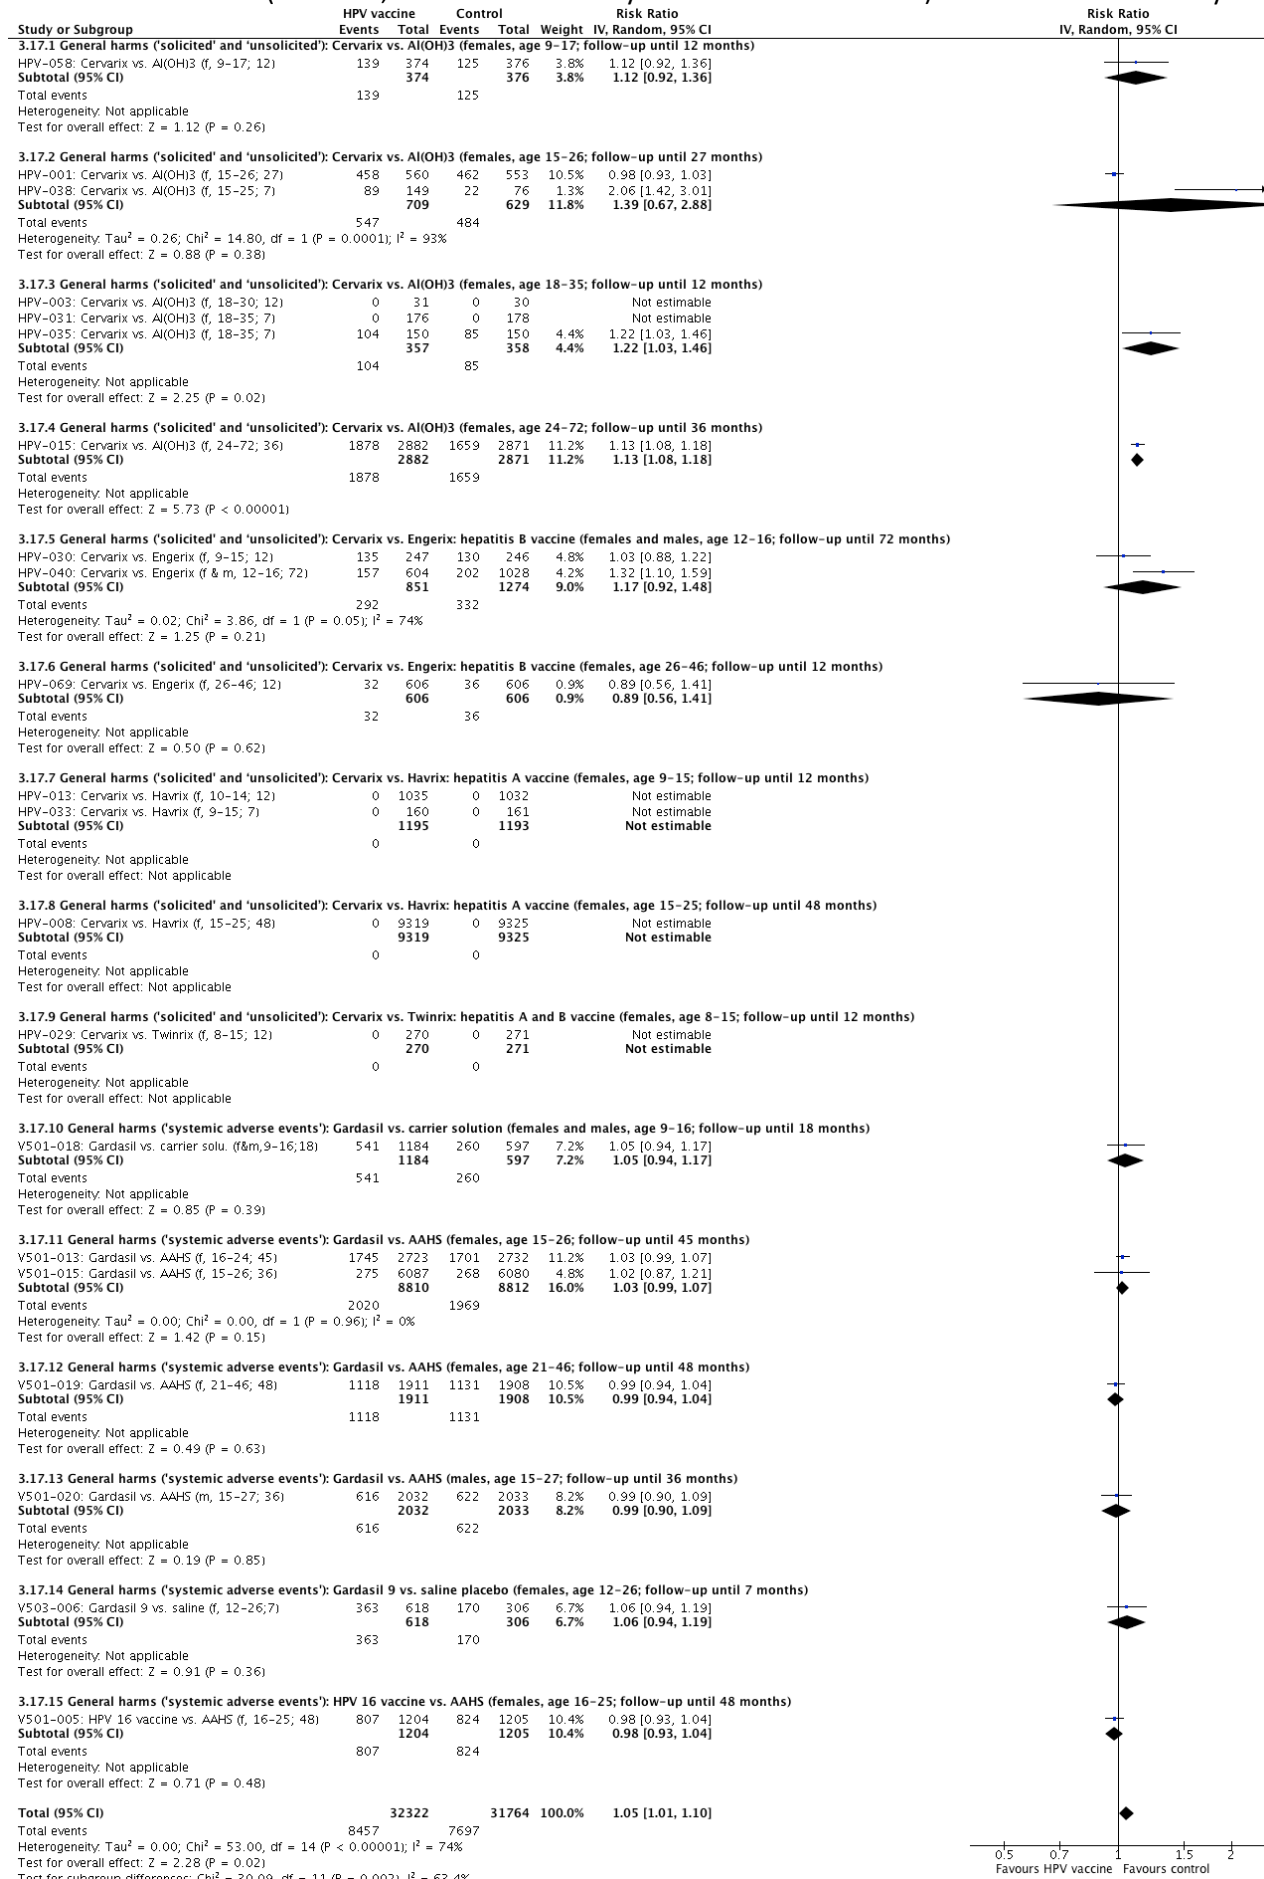 HPV vaccine Control Risk Ratio Risk Ratio
Study or Subgroup Events Total Events Total Weight IV, Random, 95% CI IV, Random, 95% CI
3.17.1 General harms ('solicited' and 'unsolicited'): Cervarix vs. Al(OH)3 (females, age 9-17; follow-up until 12 months)
HPV-058: Cervarix vs. Al(OH)3 (f, 9-17; 12) 139 374 125 376 3.8% 1.12 [0.92, 1.36]
Subtotal (95% CI) 374 376 3.8% 1.12 [0.92, 1.36]
Total events 139 125
Heterogeneity: Not applicable
Test for overall effect: Z = 1.12 (P = 0.26)
3.17.2 General harms ('solicited' and 'unsolicited'): Cervarix vs. Al(OH)3 (females, age 15-26; follow-up until 27 months)
HPV-001: Cervarix vs. Al(OH)3 (f, 15-26; 27) 458 560 462 553 10.5% 0.98 [0.93, 1.03]
HPV-038: Cervarix vs. Al(OH)3 (f, 15-25; 7) 89 149 22 76 1.3% 2.06 [1.42, 3.01]
Subtotal (95% CI) 709 629 11.8% 1.39 [0.67, 2.88]
Total events 547 484
Heterogeneity: Tau² = 0.26; Chi² = 14.80, df = 1 (P = 0.0001); I² = 93%
Test for overall effect: Z = 0.88 (P = 0.38)
3.17.3 General harms ('solicited' and 'unsolicited'): Cervarix vs. Al(OH)3 (females, age 18-35; follow-up until 12 months)
HPV-003: Cervarix vs. Al(OH)3 (f, 18-30; 12) 0 31 0 30 Not estimable
HPV-031: Cervarix vs. Al(OH)3 (f, 18-35; 7) 0 176 0 178 Not estimable
HPV-035: Cervarix vs. Al(OH)3 (f, 18-35; 7) 104 150 85 150 4.4% 1.22 [1.03, 1.46]
Subtotal (95% CI) 357 358 4.4% 1.22 [1.03, 1.46]
Total events 104 85
Heterogeneity: Not applicable
Test for overall effect: Z = 2.25 (P = 0.02)
3.17.4 General harms ('solicited' and 'unsolicited'): Cervarix vs. Al(OH)3 (females, age 24-72; follow-up until 36 months)
HPV-015: Cervarix vs. Al(OH)3 (f, 24-72; 36) 1878 2882 1659 2871 11.2% 1.13 [1.08, 1.18]
Subtotal (95% CI) 2882 2871 11.2% 1.13 [1.08, 1.18]
Total events 1878 1659
Heterogeneity: Not applicable
Test for overall effect: Z = 5.73 (P < 0.00001)
3.17.5 General harms ('solicited' and 'unsolicited'): Cervarix vs. Engerix: hepatitis B vaccine (females and males, age 12-16; follow-up until 72 months)
HPV-030: Cervarix vs. Engerix (f, 9-15; 12) 135 247 130 246 4.8% 1.03 [0.88, 1.22]
HPV-040: Cervarix vs. Engerix (f & m, 12-16; 72) 157 604 202 1028 4.2% 1.32 [1.10, 1.59]
Subtotal (95% CI) 851 1274 9.0% 1.17 [0.92, 1.48]
Total events 292 332
Heterogeneity: Tau² = 0.02; Chi² = 3.86, df = 1 (P = 0.05); I² = 74%
Test for overall effect: Z = 1.25 (P = 0.21)
3.17.6 General harms ('solicited' and 'unsolicited'): Cervarix vs. Engerix: hepatitis B vaccine (females, age 26-46; follow-up until 12 months)
HPV-069: Cervarix vs. Engerix (f, 26-46; 12) 32 606 36 606 0.9% 0.89 [0.56, 1.41]
Subtotal (95% CI) 606 606 0.9% 0.89 [0.56, 1.41]
Total events 32 36
Heterogeneity: Not applicable
Test for overall effect: Z = 0.50 (P = 0.62)
3.17.7 General harms ('solicited' and 'unsolicited'): Cervarix vs. Havrix: hepatitis A vaccine (females, age 9-15; follow-up until 12 months)
HPV-013: Cervarix vs. Havrix (f, 10-14; 12) 0 1035 0 1032 Not estimable
HPV-033: Cervarix vs. Havrix (f, 9-15; 7) 0 160 0 161 Not estimable
Subtotal (95% CI) 1195 1193 Not estimable
Total events 0 0
Heterogeneity: Not applicable
Test for overall effect: Not applicable
3.17.8 General harms ('solicited' and 'unsolicited'): Cervarix vs. Havrix: hepatitis A vaccine (females, age 15-25; follow-up until 48 months)
HPV-008: Cervarix vs. Havrix (f, 15-25; 48) 0 9319 0 9325 Not estimable
Subtotal (95% CI) 9319 9325 Not estimable
Total events 0 0
Heterogeneity: Not applicable
Test for overall effect: Not applicable
3.17.9 General harms ('solicited' and 'unsolicited'): Cervarix vs. Twinrix: hepatitis A and B vaccine (females, age 8-15; follow-up until 12 months)
HPV-029: Cervarix vs. Twinrix (f, 8-15; 12) 0 270 0 271 Not estimable
Subtotal (95% CI) 270 271 Not estimable
Total events 0 0
Heterogeneity: Not applicable
Test for overall effect: Not applicable
3.17.10 General harms ('systemic adverse events'): Gardasil vs. carrier solution (females and males, age 9-16; follow-up until 18 months)
V501-018: Gardasil vs. carrier solu. (f&m,9-16;18) 541 1184 260 597 7.2% 1.05 [0.94, 1.17]
Subtotal (95% CI) 1184 597 7.2% 1.05 [0.94, 1.17]
Total events 541 260
Heterogeneity: Not applicable
Test for overall effect: Z = 0.85 (P = 0.39)
3.17.11 General harms ('systemic adverse events'): Gardasil vs. AAHS (females, age 15-26; follow-up until 45 months)
V501-013: Gardasil vs. AAHS (f, 16-24; 45) 1745 2723 1701 2732 11.2% 1.03 [0.99, 1.07]
V501-015: Gardasil vs. AAHS (f, 15-26; 36) 275 6087 268 6080 4.8% 1.02 [0.87, 1.21]
Subtotal (95% CI) 8810 8812 16.0% 1.03 [0.99, 1.07]
Total events 2020 1969
Heterogeneity: Tau² = 0.00; Chi² = 0.00, df = 1 (P = 0.96); I² = 0%
Test for overall effect: Z = 1.42 (P = 0.15)
3.17.12 General harms ('systemic adverse events'): Gardasil vs. AAHS (females, age 21-46; follow-up until 48 months)
V501-019: Gardasil vs. AAHS (f, 21-46; 48) 1118 1911 1131 1908 10.5% 0.99 [0.94, 1.04]
Subtotal (95% CI) 1911 1908 10.5% 0.99 [0.94, 1.04]
Total events 1118 1131
Heterogeneity: Not applicable
Test for overall effect: Z = 0.49 (P = 0.63)
3.17.13 General harms ('systemic adverse events'): Gardasil vs. AAHS (males, age 15-27; follow-up until 36 months)
V501-020: Gardasil vs. AAHS (m, 15-27; 36) 616 2032 622 2033 8.2% 0.99 [0.90, 1.09]
Subtotal (95% CI) 2032 2033 8.2% 0.99 [0.90, 1.09]
Total events 616 622
Heterogeneity: Not applicable
Test for overall effect: Z = 0.19 (P = 0.85)
3.17.14 General harms ('systemic adverse events'): Gardasil 9 vs. saline placebo (females, age 12-26; follow-up until 7 months)
V503-006: Gardasil 9 vs. saline (f, 12-26;7) 363 618 170 306 6.7% 1.06 [0.94, 1.19]
Subtotal (95% CI) 618 306 6.7% 1.06 [0.94, 1.19]
Total events 363 170
Heterogeneity: Not applicable
Test for overall effect: Z = 0.91 (P = 0.36)
3.17.15 General harms ('systemic adverse events'): HPV 16 vaccine vs. AAHS (females, age 16-25; follow-up until 48 months)
V501-005: HPV 16 vaccine vs. AAHS (f, 16-25; 48) 807 1204 824 1205 10.4% 0.98 [0.93, 1.04]
Subtotal (95% CI) 1204 1205 10.4% 0.98 [0.93, 1.04]
Total events 807 824
Heterogeneity: Not applicable
Test for overall effect: Z = 0.71 (P = 0.48)
Total (95% CI) 32322 31764 100.0% 1.05 [1.01, 1.10]
Total events 8457 7697
Heterogeneity: Tau² = 0.00; Chi² = 53.00, df = 14 (P < 0.00001); I² = 74%
Test for overall effect: Z = 2.28 (P = 0.02)
Test for subgroup differences: Chi² = 30.09, df = 11 (P = 0.002), I² = 63.4%
0.5 0.7 1 1.5 2
Favours HPV vaccine Favours control